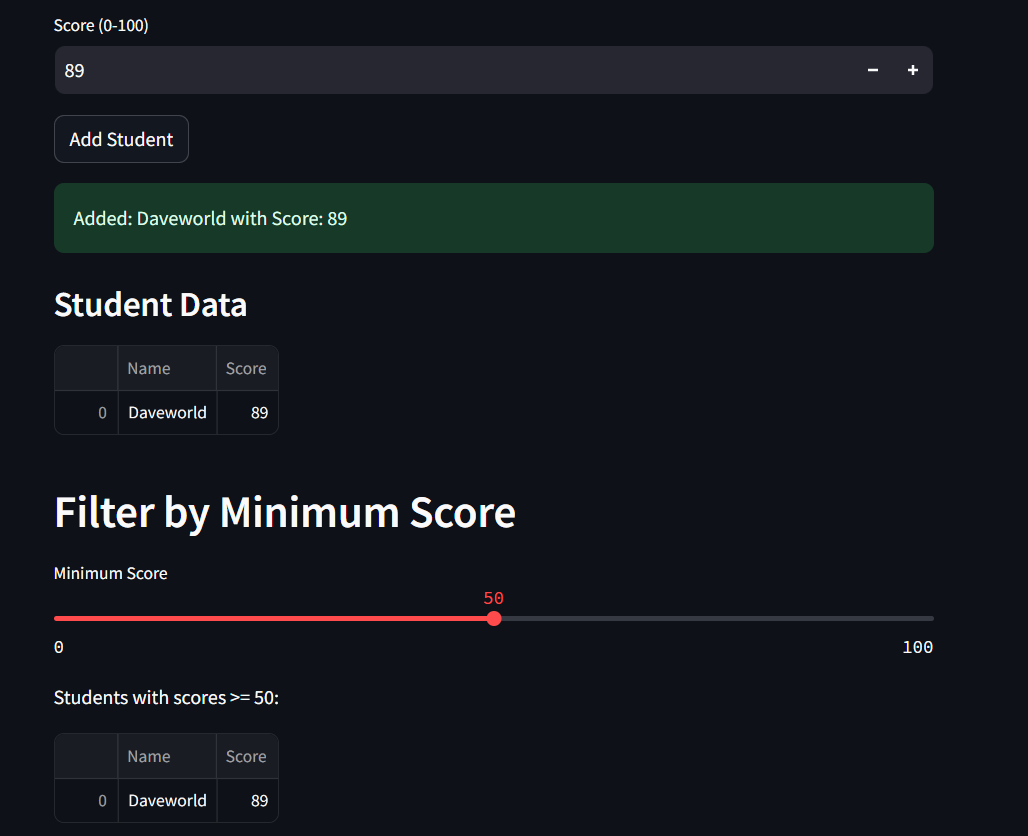 Score (0-100)
89 − +
Add Student
Added: Daveworld with Score: 89
Student Data
Name Score
0 Daveworld 89
Filter by Minimum Score
Minimum Score
50
0 100
Students with scores >= 50:
Name Score
0 Daveworld 89